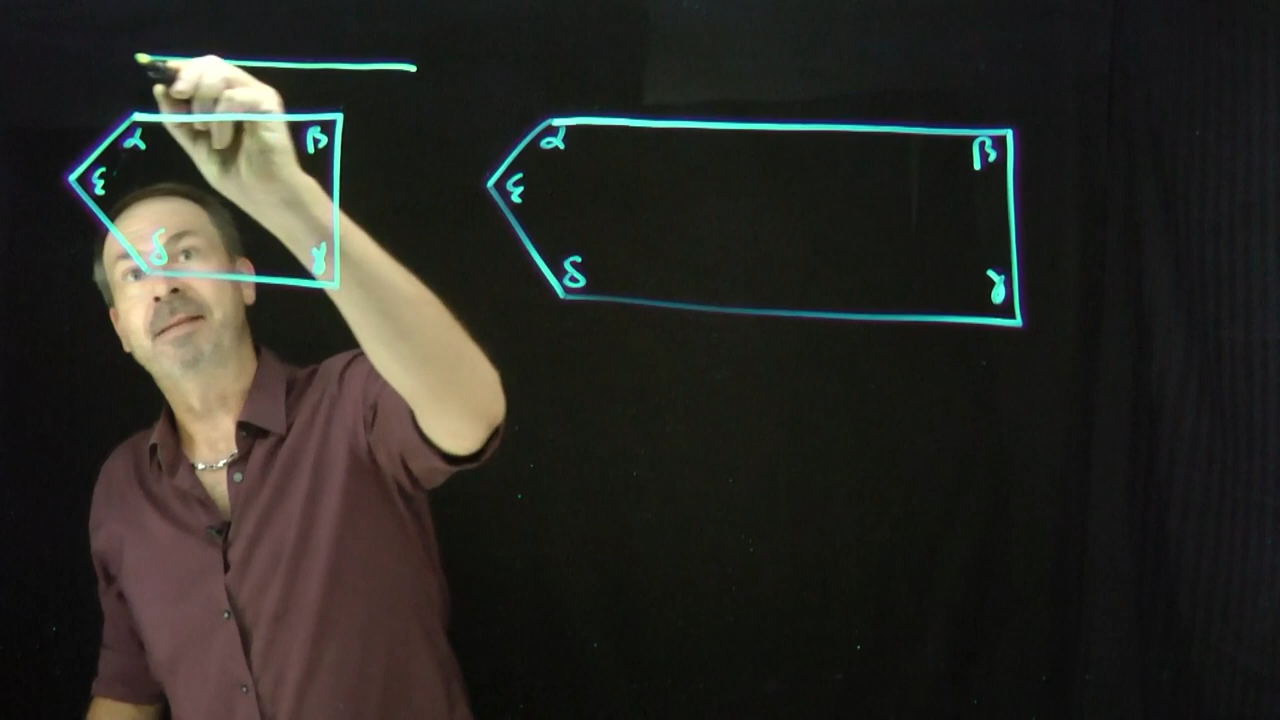 α β
ε
δ γ
α β
ε
δ γ